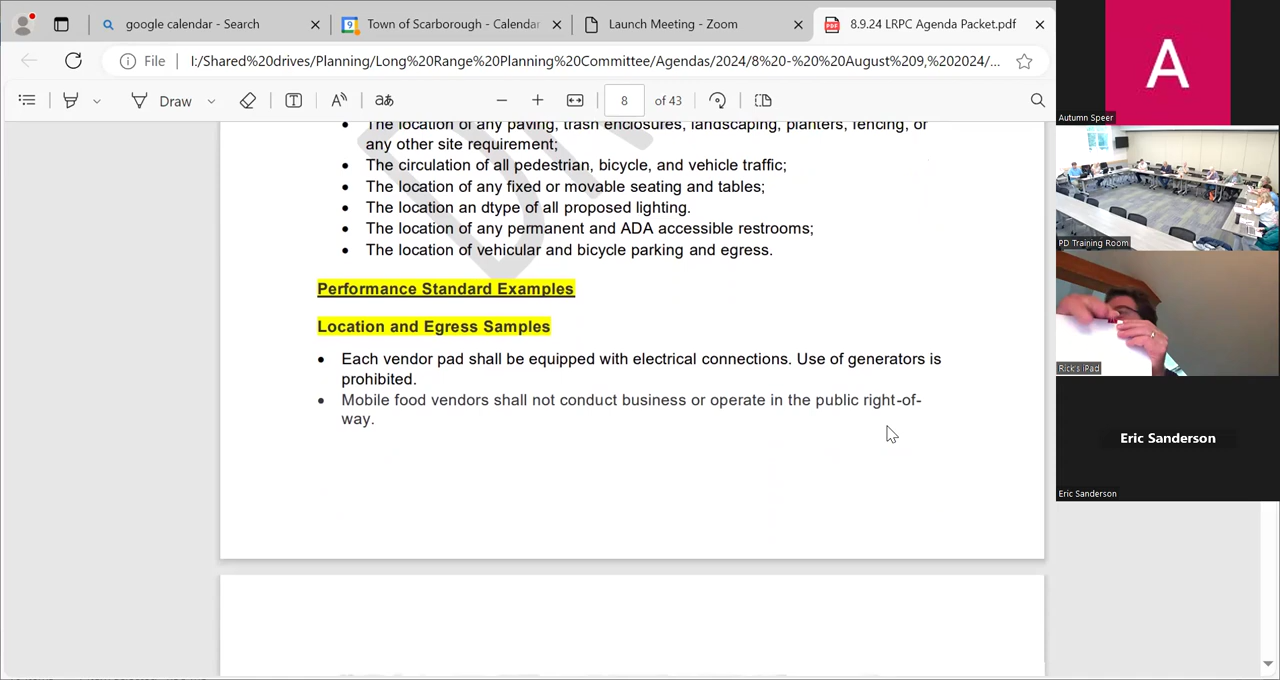 google calendar - Search
Town of Scarborough - Calendar
Launch Meeting - Zoom
8.9.24 LRPC Agenda Packet.pdf
File
I:/Shared%20drives/Planning/Long%20Range%20Planning%20Committee/Agendas/2024/8%20-%20%20August%209,%202024/...
Draw
8 of 43
The location of any paving, trash enclosures, landscaping, planters, fencing, or
any other site requirement;
• The circulation of all pedestrian, bicycle, and vehicle traffic;
• The location of any fixed or movable seating and tables;
• The location an dtype of all proposed lighting.
• The location of any permanent and ADA accessible restrooms;
• The location of vehicular and bicycle parking and egress.
Performance Standard Examples
Location and Egress Samples
• Each vendor pad shall be equipped with electrical connections. Use of generators is
prohibited.
• Mobile food vendors shall not conduct business or operate in the public right-of-
way.
A
Autumn Speer
PD Training Room
Rick's iPad
Eric Sanderson
Eric Sanderson